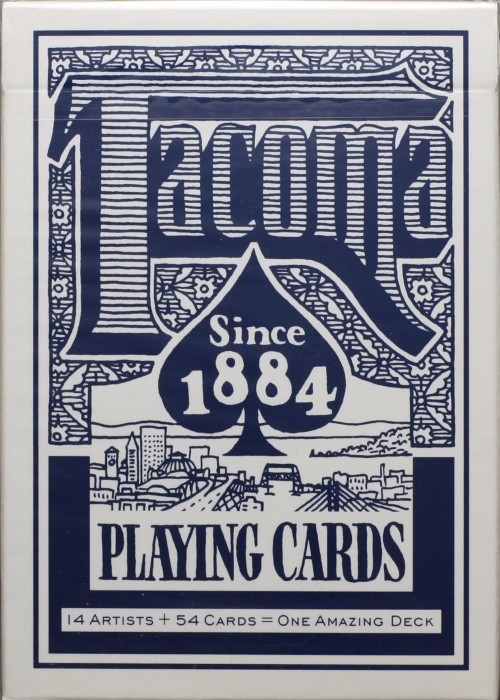 Tacoma
Since
1884
PLAYING CARDS
14 ARTISTS + 54 CARDS = ONE AMAZING DECK